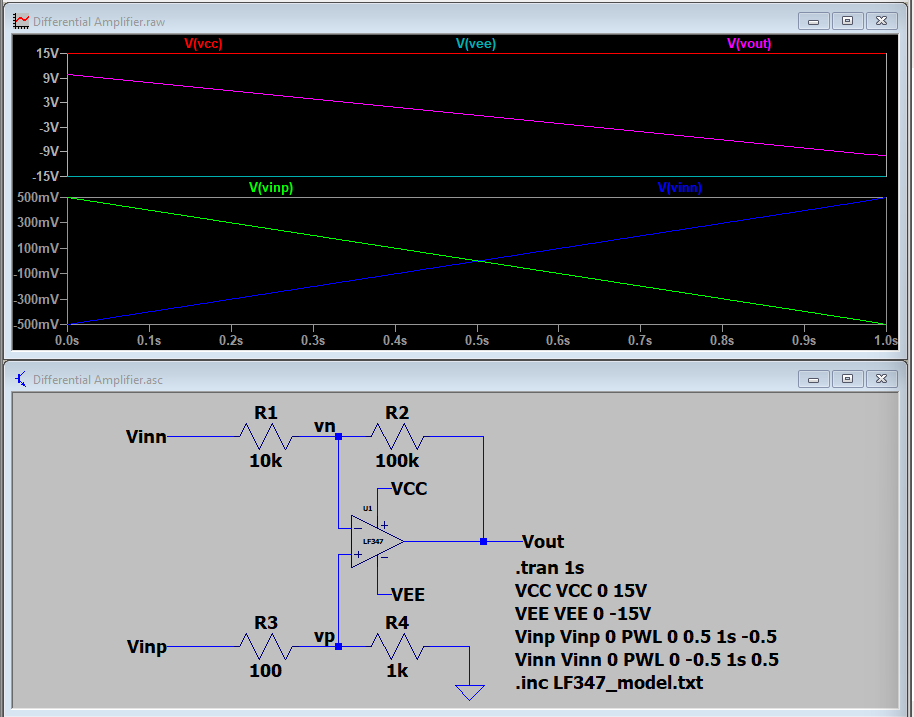 Differential Amplifier.raw
V(vcc) V(vee) V(vout)
15V
9V
3V
-3V
-9V
-15V
V(vinp) V(vinn)
500mV
300mV
100mV
-100mV
-300mV
-500mV
0.0s 0.1s 0.2s 0.3s 0.4s 0.5s 0.6s 0.7s 0.8s 0.9s 1.0s
Differential Amplifier.asc
R1 R2
Vinn vn
10k 100k
VCC
U1
LF347
Vout
.tran 1s
VCC VCC 0 15V
VEE
VEE VEE 0 -15V
R3 R4
Vinp Vinp 0 PWL 0 0.5 1s -0.5
Vinp vp
Vinn Vinn 0 PWL 0 -0.5 1s 0.5
100 1k
.inc LF347_model.txt